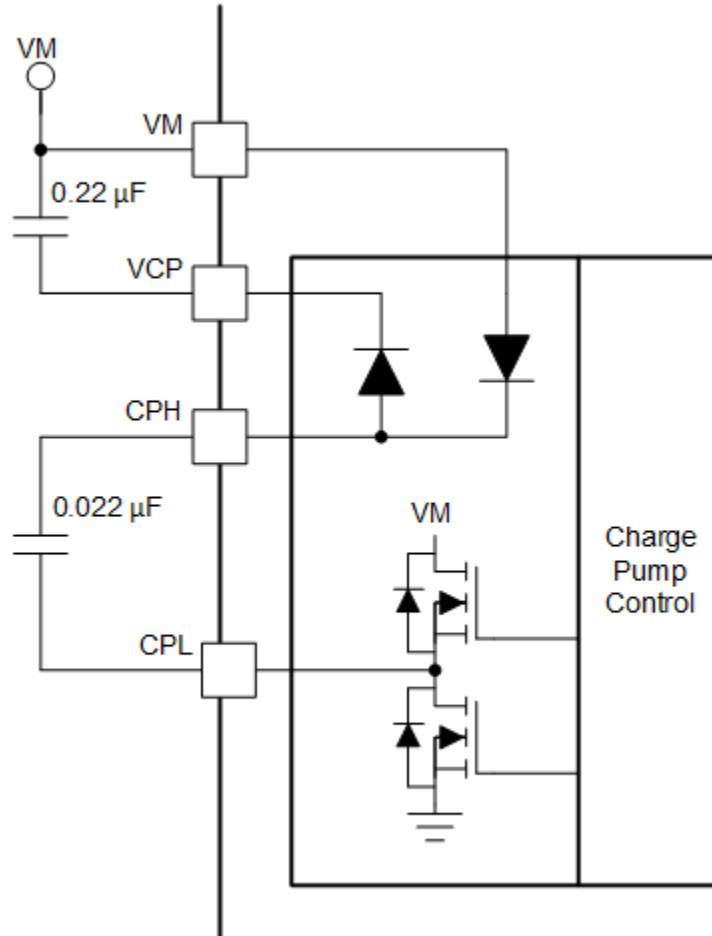 VM
VM
0.22 µF
VCP
CPH
0.022 µF
VM
Charge
Pump
Control
CPL